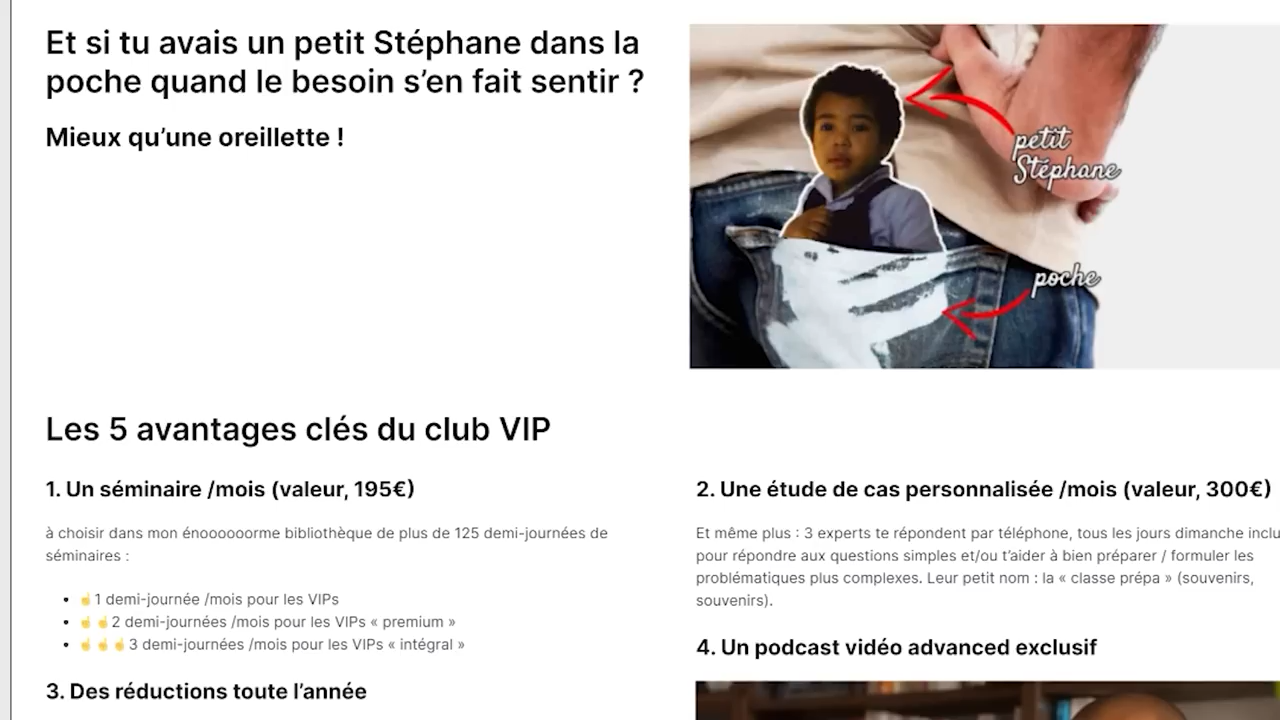 Et si tu avais un petit Stéphane dans la
poche quand le besoin s’en fait sentir ?
Mieux qu’une oreillette !
petit
Stéphane
poche
Les 5 avantages clés du club VIP
1. Un séminaire /mois (valeur, 195€)
à choisir dans mon énoooooorme bibliothèque de plus de 125 demi-journées de
séminaires :
☝️1 demi-journée /mois pour les VIPs
☝️☝️2 demi-journées /mois pour les VIPs « premium »
☝️☝️☝️3 demi-journées /mois pour les VIPs « intégral »
2. Une étude de cas personnalisée /mois (valeur, 300€)
Et même plus : 3 experts te répondent par téléphone, tous les jours dimanche inclu
pour répondre aux questions simples et/ou t’aider à bien préparer / formuler les
problématiques plus complexes. Leur petit nom : la « classe prépa » (souvenirs,
souvenirs).
3. Des réductions toute l’année
4. Un podcast vidéo advanced exclusif